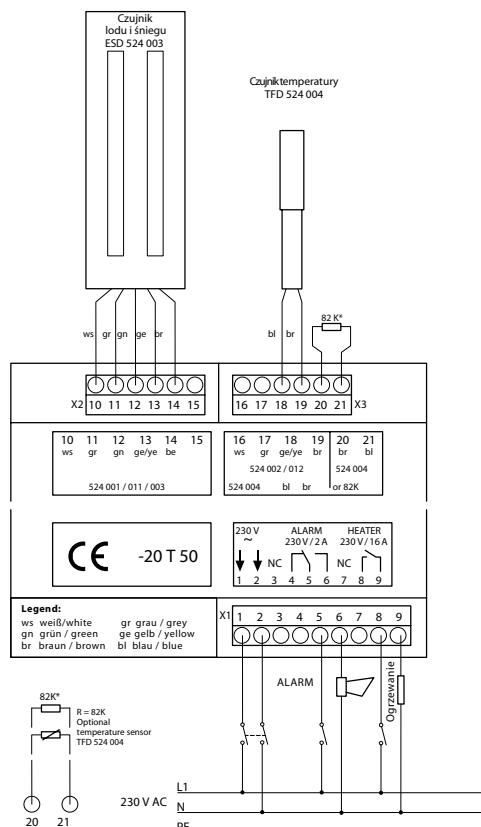 Czujnik
lodu i śniegu
ESD 524 003
Czujnik temperatury
TFD 524 004
ws gr gn ge br
bl br
82 K*
X2 10 11 12 13 14 15
16 17 18 19 20 21 X3
10 11 12 13 14 15
ws gr gn ge/ye be
524 001 / 011 / 003
16 17 18 19 20 21
ws gr ge/ye br br bl
524 002 / 012 524 004
524 004 bl br or 82K
CE -20 T 50
230 V ALARM HEATER
~ 230 V / 2 A 230 V / 16 A
NC NC
1 2 3 4 5 6 7 8 9
Legend:
ws weiß/white gr grau / grey
gn grün / green ge gelb / yellow
br braun / brown bl blau / blue
X1 1 2 3 4 5 6 7 8 9
ALARM
Ogrzewanie
82K*
R = 82K
Optional
temperature sensor
TFD 524 004
20 21
230 V AC
L1
N
PE